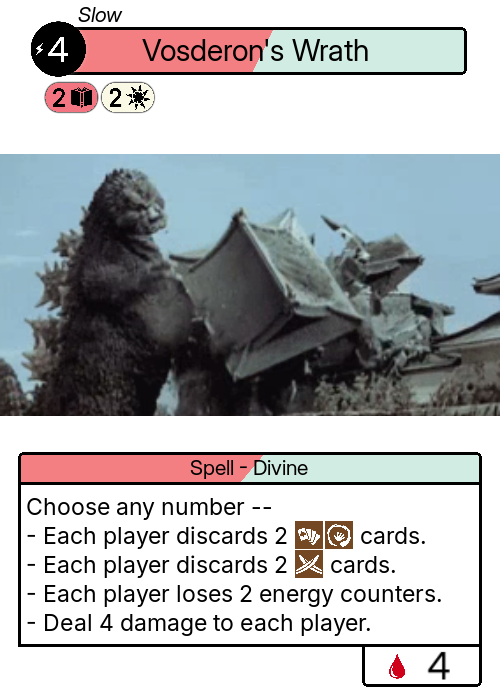 Slow
4
Vosderon's Wrath
2 2
Spell - Divine
Choose any number --
- Each player discards 2 cards.
- Each player discards 2 cards.
- Each player loses 2 energy counters.
- Deal 4 damage to each player.
4